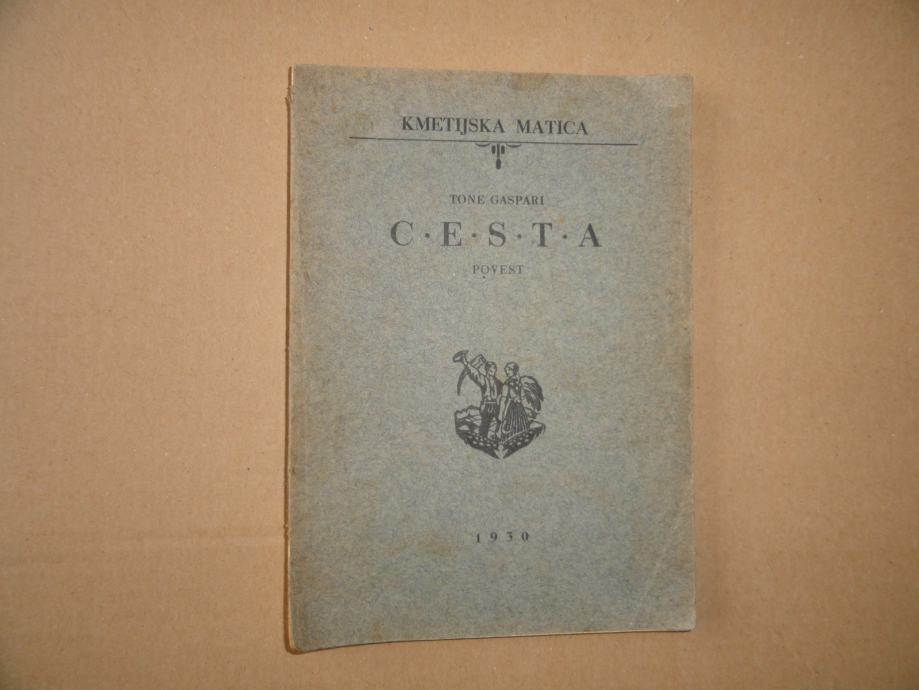 KMETIJSKA MATICA
TONE GASPARI
C·E·S·T·A
POVEST
1930